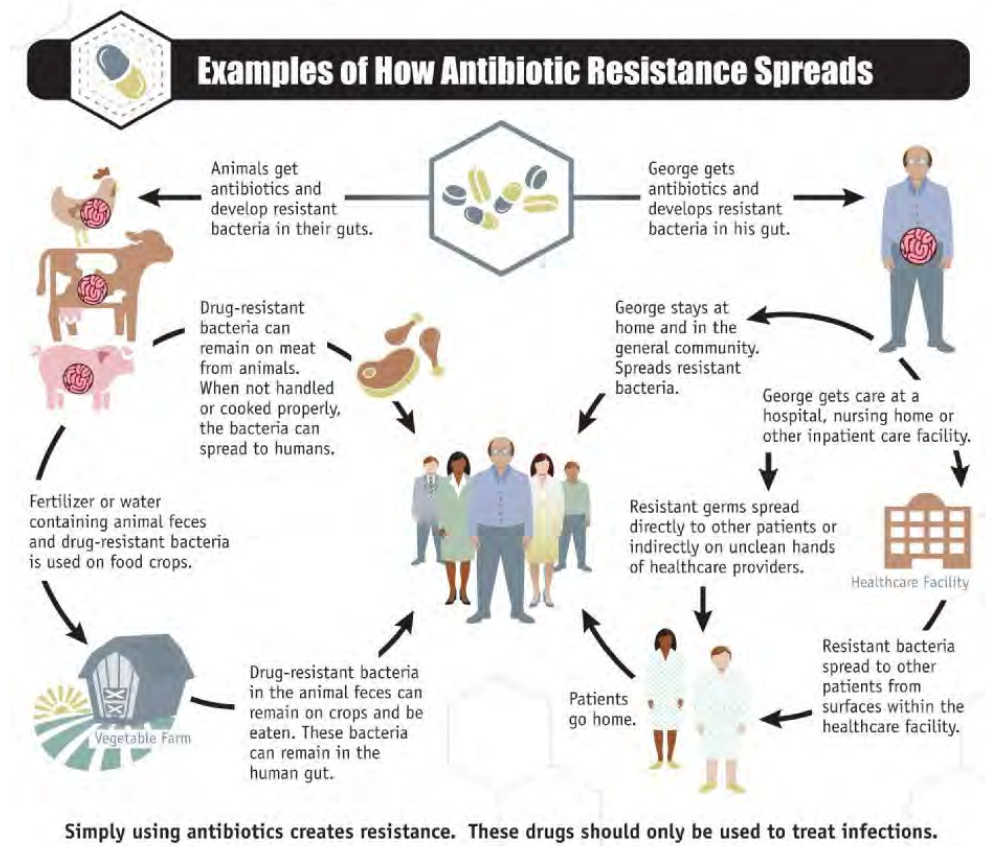 Examples of How Antibiotic Resistance Spreads
Animals get
antibiotics and
develop resistant
bacteria in their guts.
George gets
antibiotics and
develops resistant
bacteria in his gut.
Drug-resistant
bacteria can
remain on meat
from animals.
When not handled
or cooked properly,
the bacteria can
spread to humans.
George stays at
home and in the
general community.
Spreads resistant
bacteria.
George gets care at a
hospital, nursing home or
other inpatient care facility.
Fertilizer or water
containing animal feces
and drug-resistant bacteria
is used on food crops.
Resistant germs spread
directly to other patients or
indirectly on unclean hands
of healthcare providers.
Healthcare Facility
Vegetable Farm
Drug-resistant bacteria
in the animal feces can
remain on crops and be
eaten. These bacteria
can remain in the
human gut.
Patients
go home.
Resistant bacteria
spread to other
patients from
surfaces within the
healthcare facility.
Simply using antibiotics creates resistance. These drugs should only be used to treat infections.